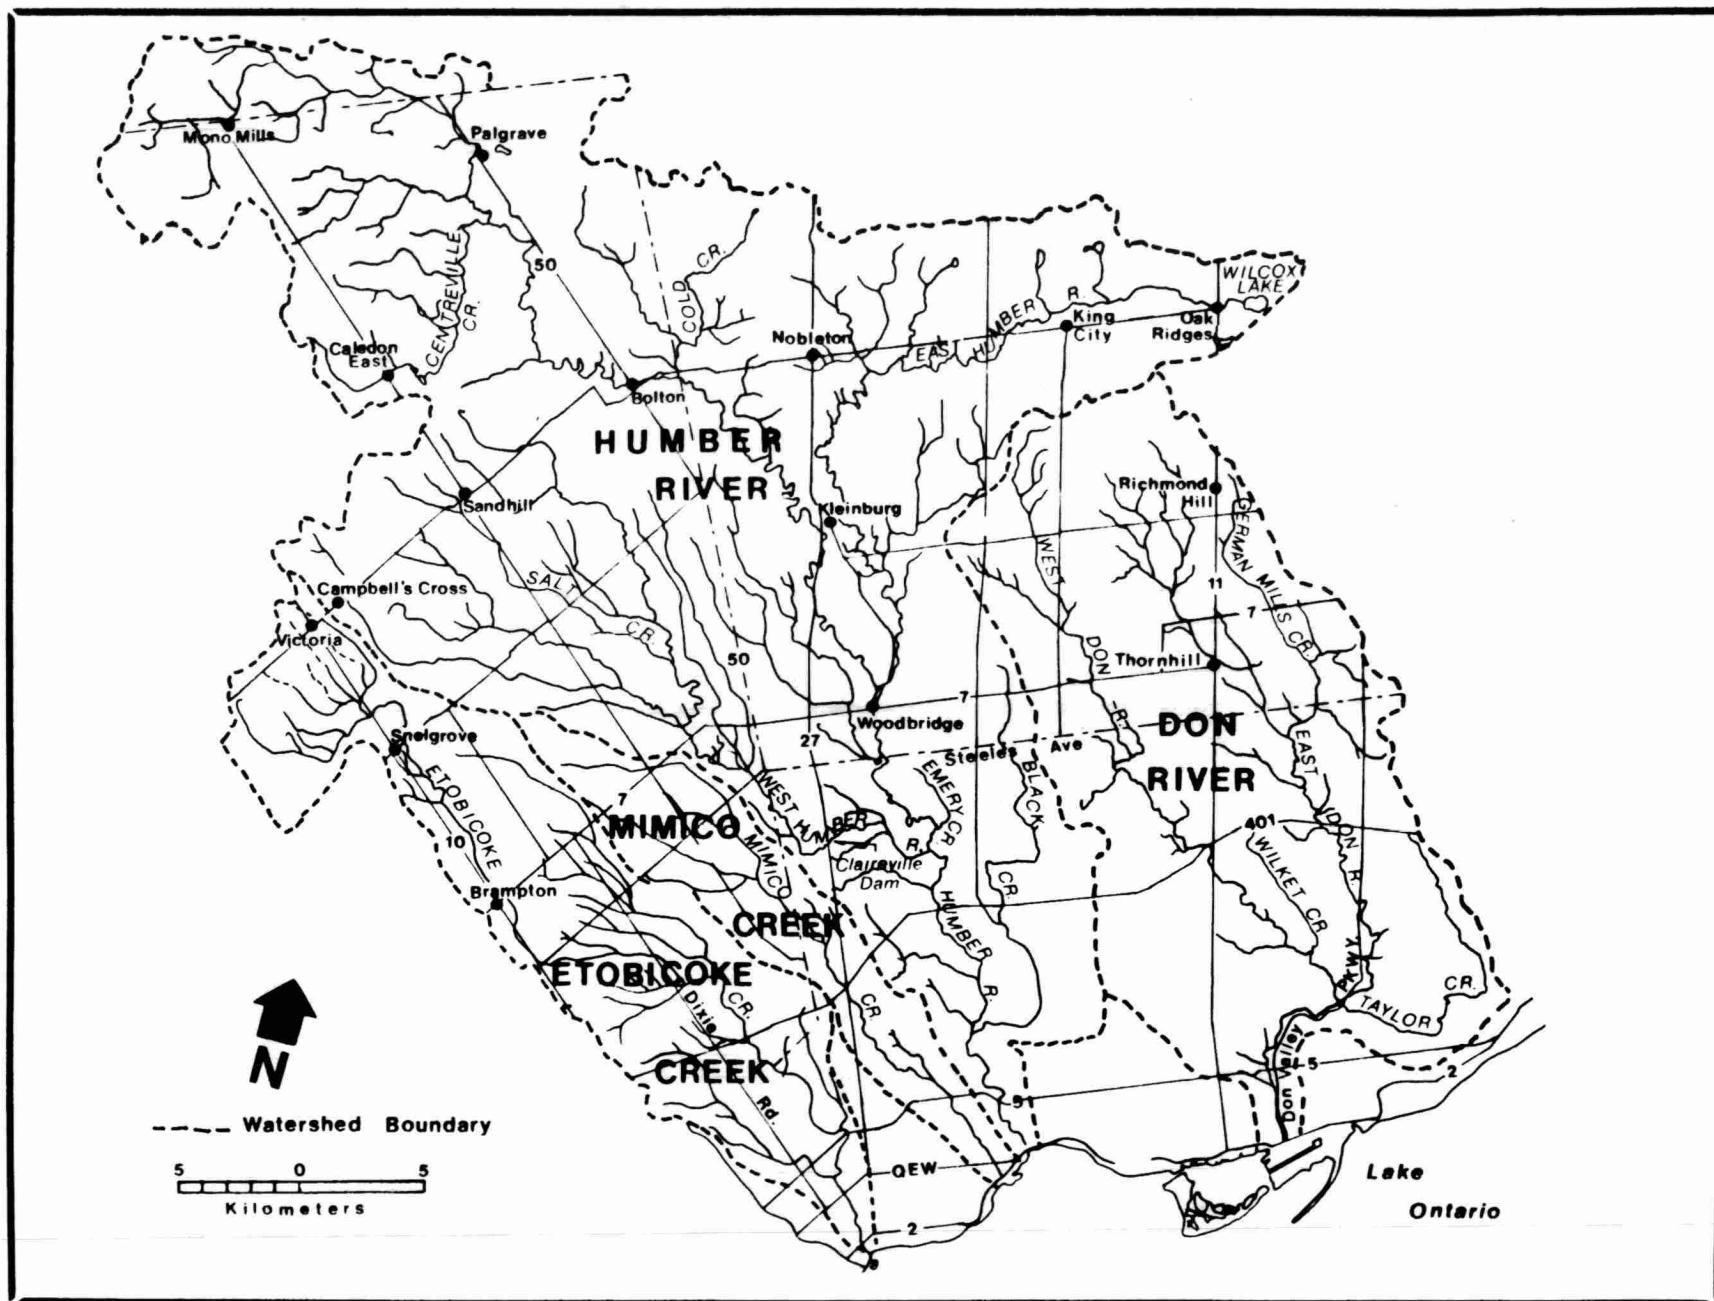 Mono Mills
Palgrave
50
CENTREVILLE
CR.
COLD CR.
Caledon
East
Nobleton
EAST HUMBER R.
King
City
Oak
Ridges
WILCOX
LAKE
Bolton
HUMBER
RIVER
Sandhill
Kleinburg
Richmond
Hill
GERMAN MILLS CR.
WEST DON R.
11
7
SALT CR.
Campbell's Cross
Victoria
50
Thornhill
7
Woodbridge
27
Steeles Ave
DON
RIVER
Snelgrove
ETOBICOKE
10
7
MIMICO
MIMICO
WEST HUMBER R.
EMERY CR.
BLACK CR.
EAST DON R.
401
WILKET CR.
Claireville
Dam
Brampton
CREEK
HUMBER R.
ETOBICOKE
CR.
Dixie Rd.
CR.
CREEK
Don Valley PKWY.
TAYLOR CR.
N
5
5
2
Watershed Boundary
5 0 5
Kilometers
QEW
2
Lake
Ontario